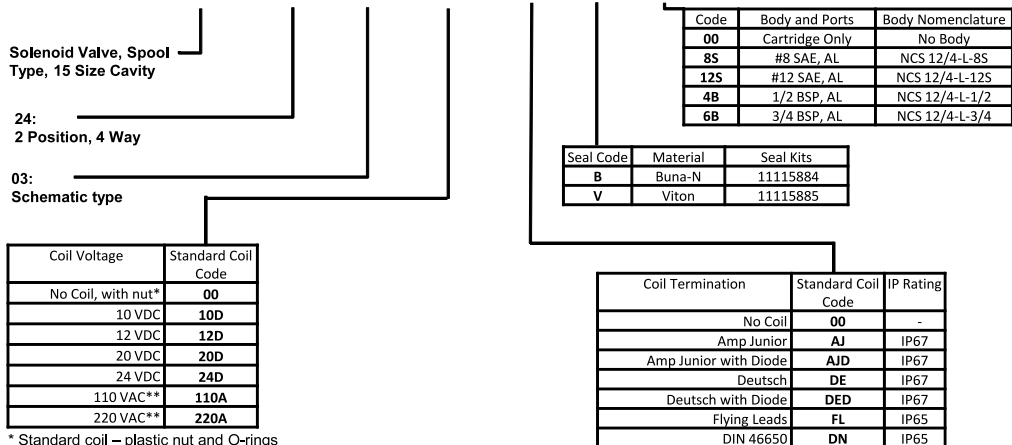 Code Body and Ports Body Nomenclature
00 Cartridge Only No Body
8S #8 SAE, AL NCS 12/4-L-8S
12S #12 SAE, AL NCS 12/4-L-12S
4B 1/2 BSP, AL NCS 12/4-L-1/2
6B 3/4 BSP, AL NCS 12/4-L-3/4
Solenoid Valve, Spool
Type, 15 Size Cavity
24:
2 Position, 4 Way
03:
Schematic type
Seal Code Material Seal Kits
B Buna-N 11115884
V Viton 11115885
Coil Voltage Standard Coil
Code
No Coil, with nut* 00
10 VDC 10D
12 VDC 12D
20 VDC 20D
24 VDC 24D
110 VAC** 110A
220 VAC** 220A
* Standard coil – plastic nut and O-rings
Coil Termination Standard Coil IP Rating
Code
No Coil 00 -
Amp Junior AJ IP67
Amp Junior with Diode AJD IP67
Deutsch DE IP67
Deutsch with Diode DED IP67
Flying Leads FL IP65
DIN 46650 DN IP65